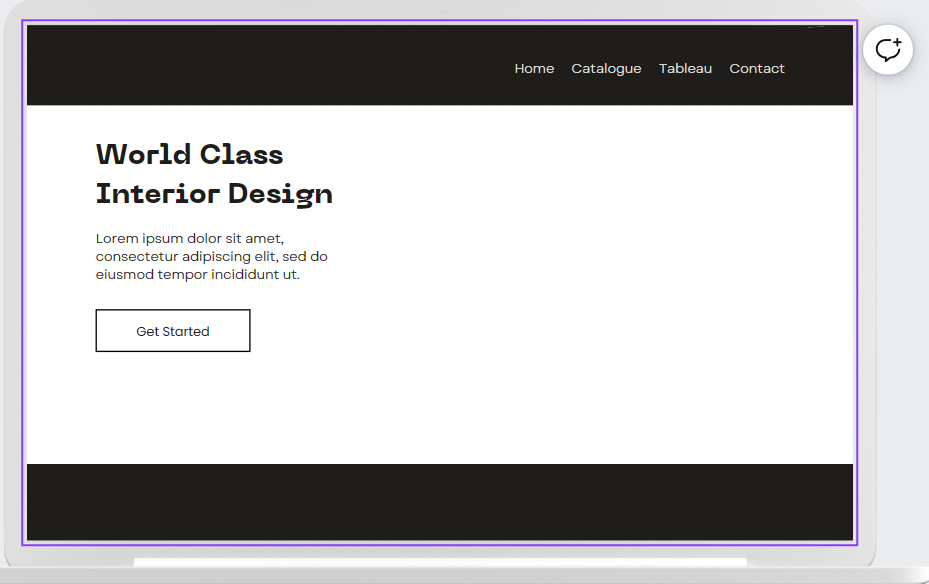 Home Catalogue Tableau Contact
World Class
Interior Design
Lorem ipsum dolor sit amet,
consectetur adipiscing elit, sed do
eiusmod tempor incididunt ut.
Get Started